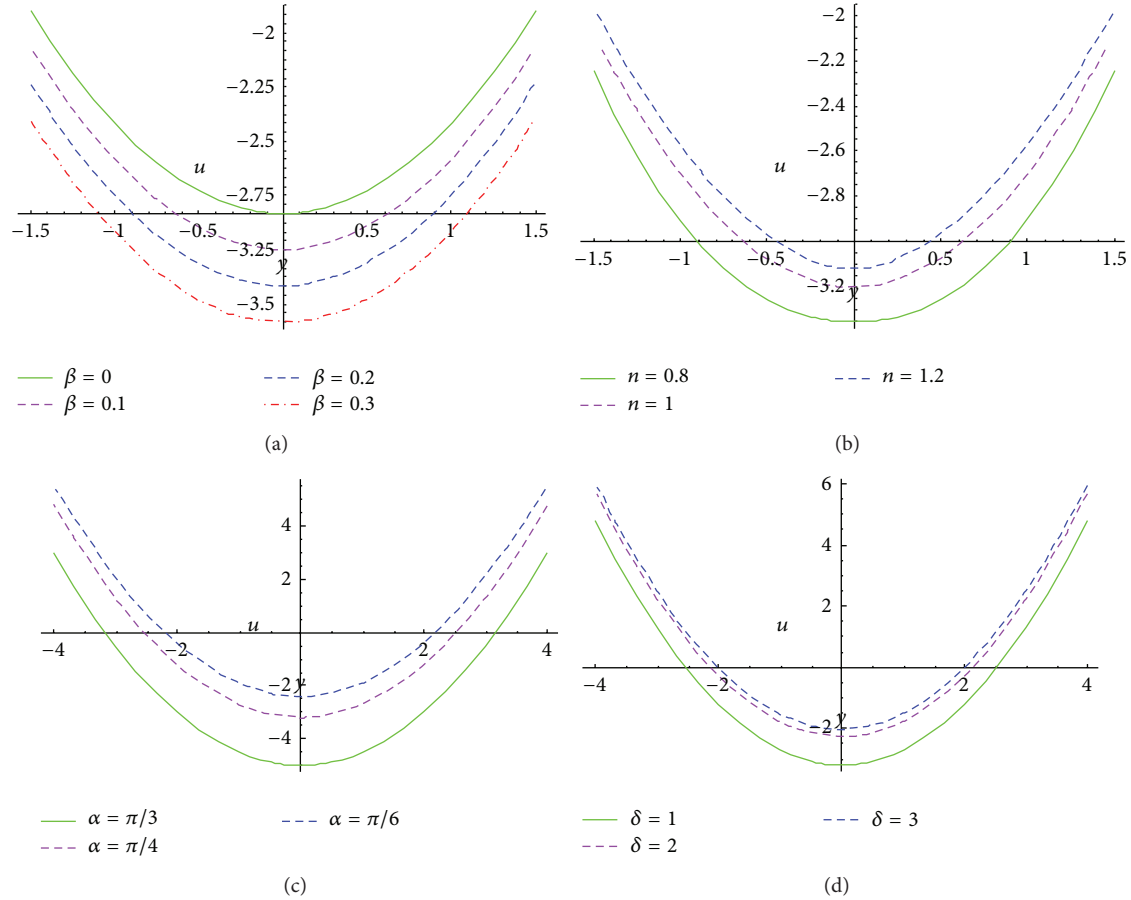 (a)
−2
−2.25
−2.5
u
−2.75
−1.5 −1 −0.5 0.5 1 1.5
−3.25
y
−3.5
β = 0
β = 0.1
β = 0.2
β = 0.3
(a)
(b)
−2
−2.2
−2.4
−2.6
u
−2.8
−1.5 −1 −0.5 0.5 1 1.5
−3.2
y
n = 0.8
n = 1
n = 1.2
(b)
4
2
u
−4 −2 2 4
−2
y
−4
α = π/3
α = π/4
α = π/6
(c)
6
4
2
u
−4 −2 2 4
y
−2
δ = 1
δ = 2
δ = 3
(d)